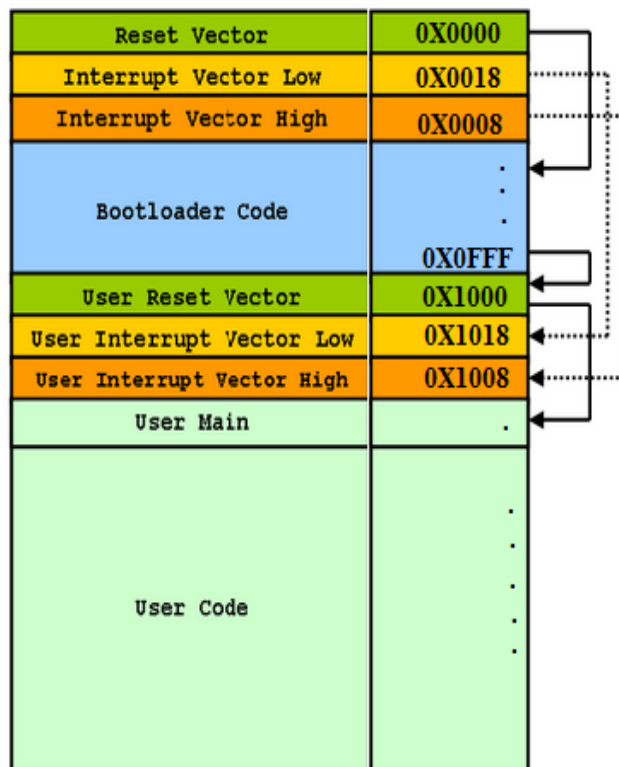 Reset Vector 0X0000
Interrupt Vector Low 0X0018
Interrupt Vector High 0X0008
Bootloader Code
0X0FFF
User Reset Vector 0X1000
User Interrupt Vector Low 0X1018
User Interrupt Vector High 0X1008
User Main
User Code